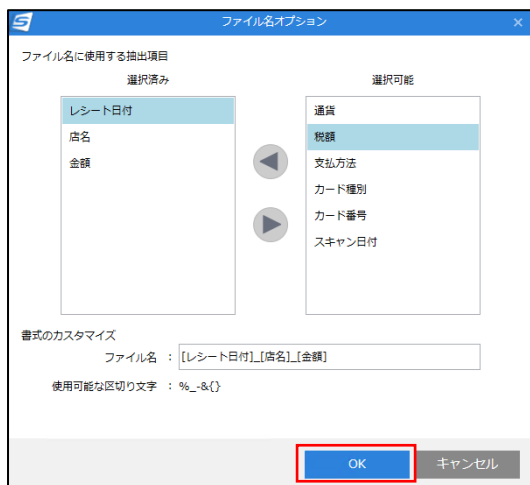 ファイル名オプション
ファイル名に使用する抽出項目
選択済み
選択可能
レシート日付
店名
金額
通貨
税額
支払方法
カード種別
カード番号
スキャン日付
書式のカスタマイズ
ファイル名 : [レシート日付]_[店名]_[金額]
使用可能な区切り文字 : %_-&{}
OK
キャンセル